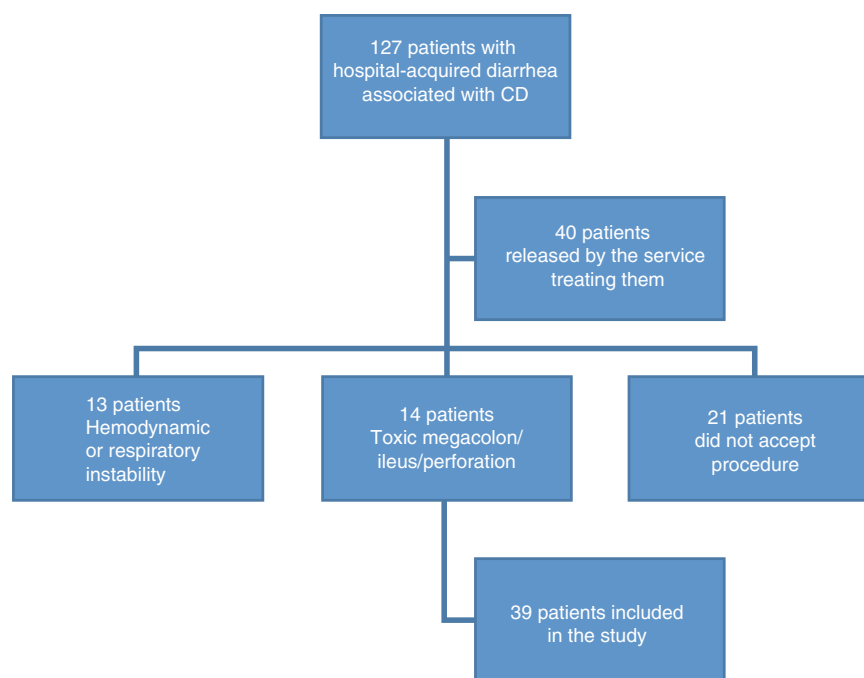 127 patients with
hospital-acquired diarrhea
associated with CD
40 patients
released by the service
treating them
13 patients
Hemodynamic
or respiratory
instability
14 patients
Toxic megacolon/
ileus/perforation
21 patients
did not accept
procedure
39 patients included
in the study